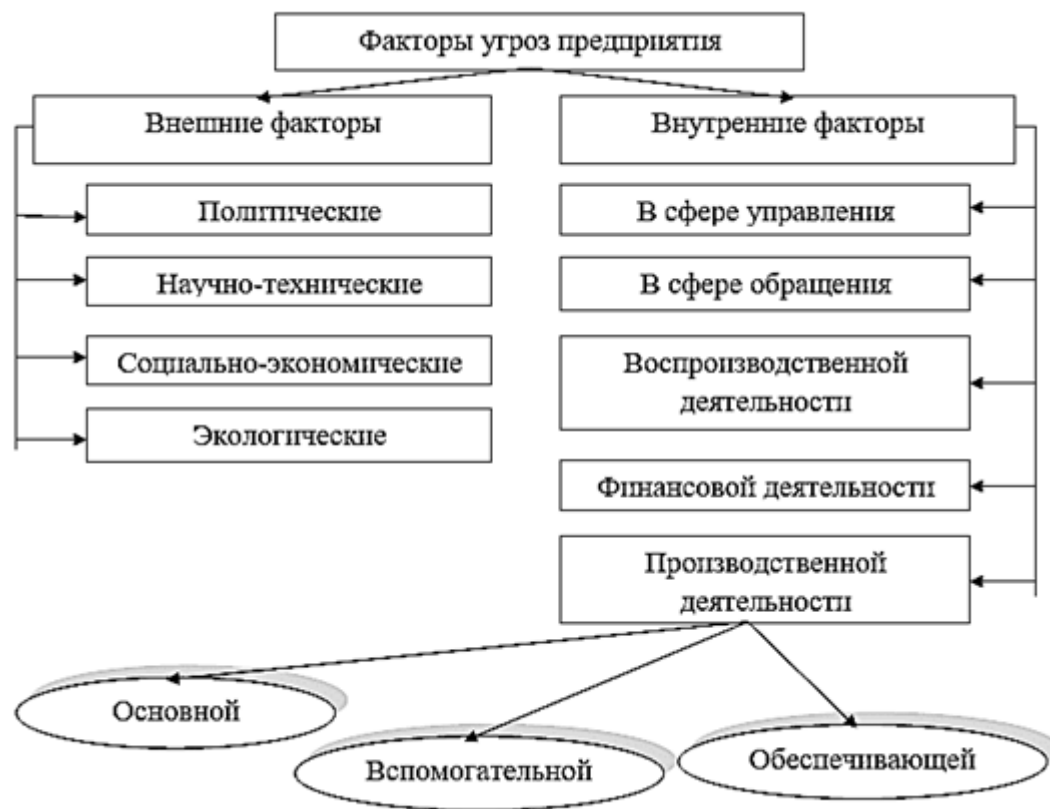 Факторы угроз предприятия
Внешние факторы
Политические
Научно-технические
Социально-экономические
Экологические
Внутренние факторы
В сфере управления
В сфере обращения
Воспроизводственной
деятельности
Финансовой деятельности
Производственной
деятельности
Основной
Вспомогательной
Обеспечивающей